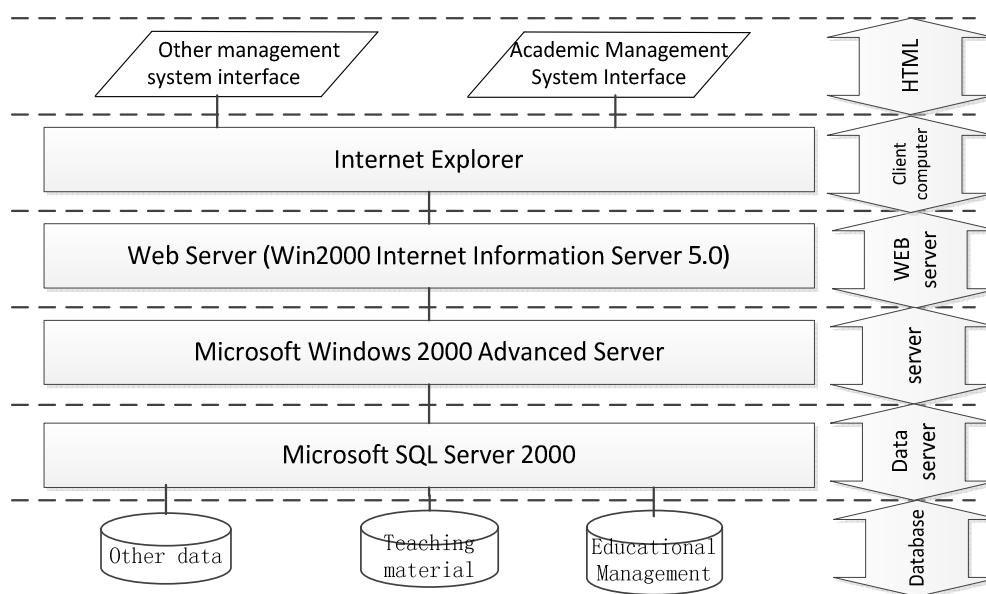 Other management
system interface
Academic Management
System Interface
HTML
Internet Explorer
Client
computer
Web Server (Win2000 Internet Information Server 5.0)
WEB
server
Microsoft Windows 2000 Advanced Server
server
Microsoft SQL Server 2000
Data
server
Other data
Teaching
material
Educational
Management
Database